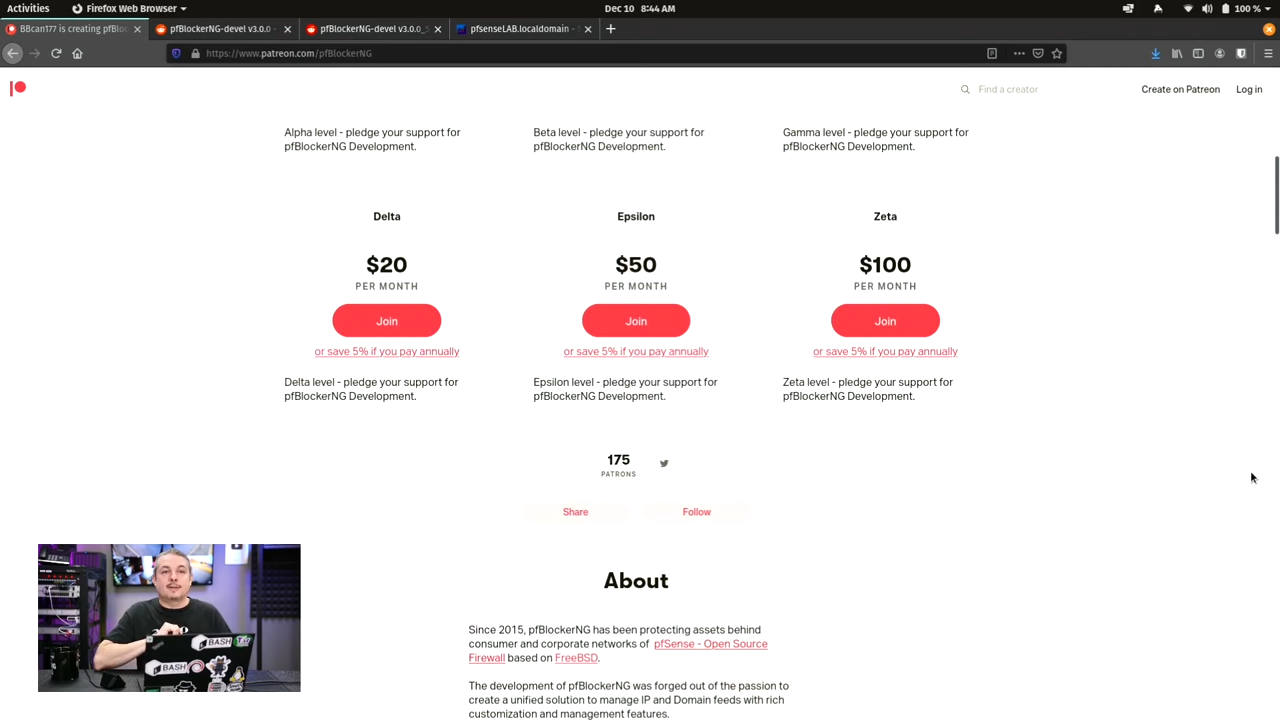 Activities
Firefox Web Browser
Dec 10 8:44 AM
100 %
BBcan177 is creating pfBlo
pfBlockerNG-devel v3.0.0 -
pfBlockerNG-devel v3.0.0_5
pfsenseLAB.localdomain -
https://www.patreon.com/pfBlockerNG
Find a creator
Create on Patreon
Log in
Alpha level - pledge your support for
pfBlockerNG Development.
Beta level - pledge your support for
pfBlockerNG Development.
Gamma level - pledge your support for
pfBlockerNG Development.
Delta
Epsilon
Zeta
$20
$50
$100
PER MONTH
PER MONTH
PER MONTH
Join
Join
Join
or save 5% if you pay annually
or save 5% if you pay annually
or save 5% if you pay annually
Delta level - pledge your support for
pfBlockerNG Development.
Epsilon level - pledge your support for
pfBlockerNG Development.
Zeta level - pledge your support for
pfBlockerNG Development.
175
PATRONS
Share
Follow
About
Since 2015, pfBlockerNG has been protecting assets behind
consumer and corporate networks of pfSense - Open Source
Firewall based on FreeBSD.
The development of pfBlockerNG was forged out of the passion to
create a unified solution to manage IP and Domain feeds with rich
customization and management features.
BASH
BASH